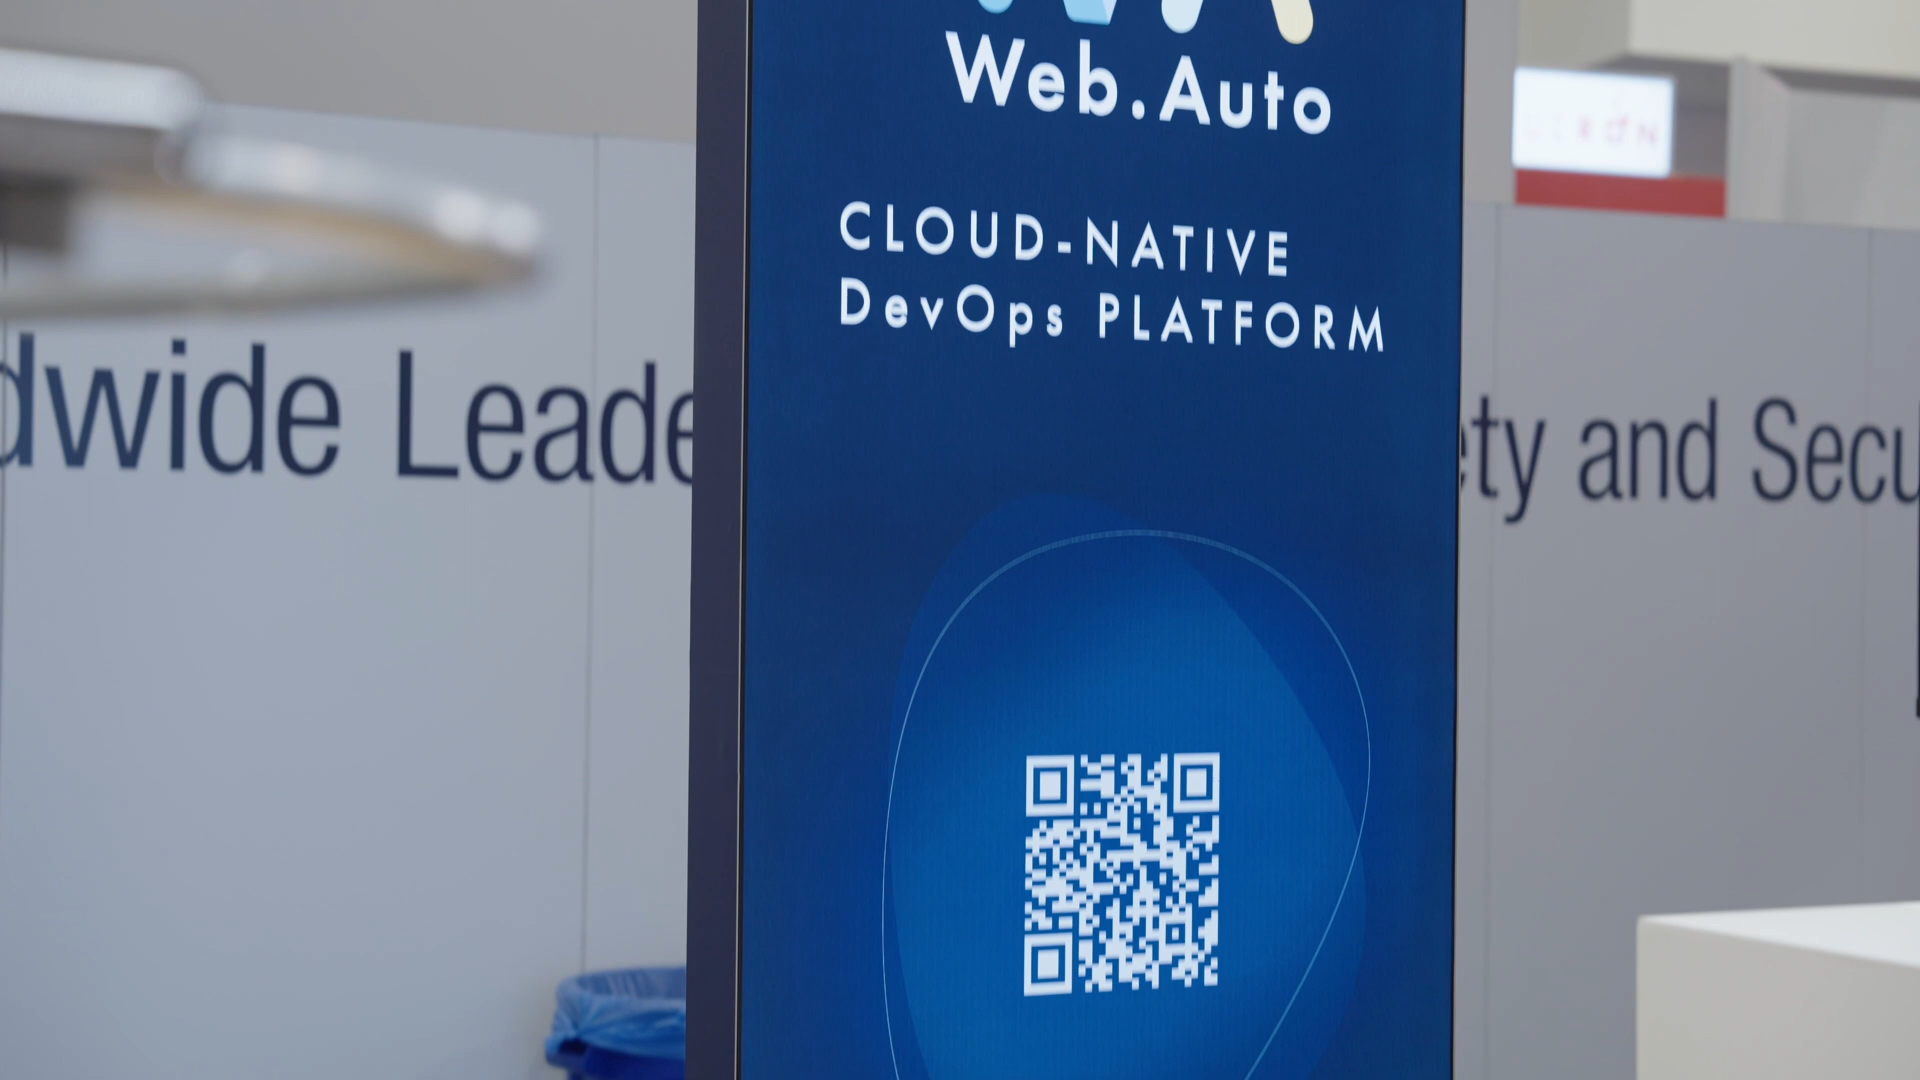 Web.Auto
CLOUD-NATIVE
DevOps PLATFORM
dwide Leade
ety and Secu